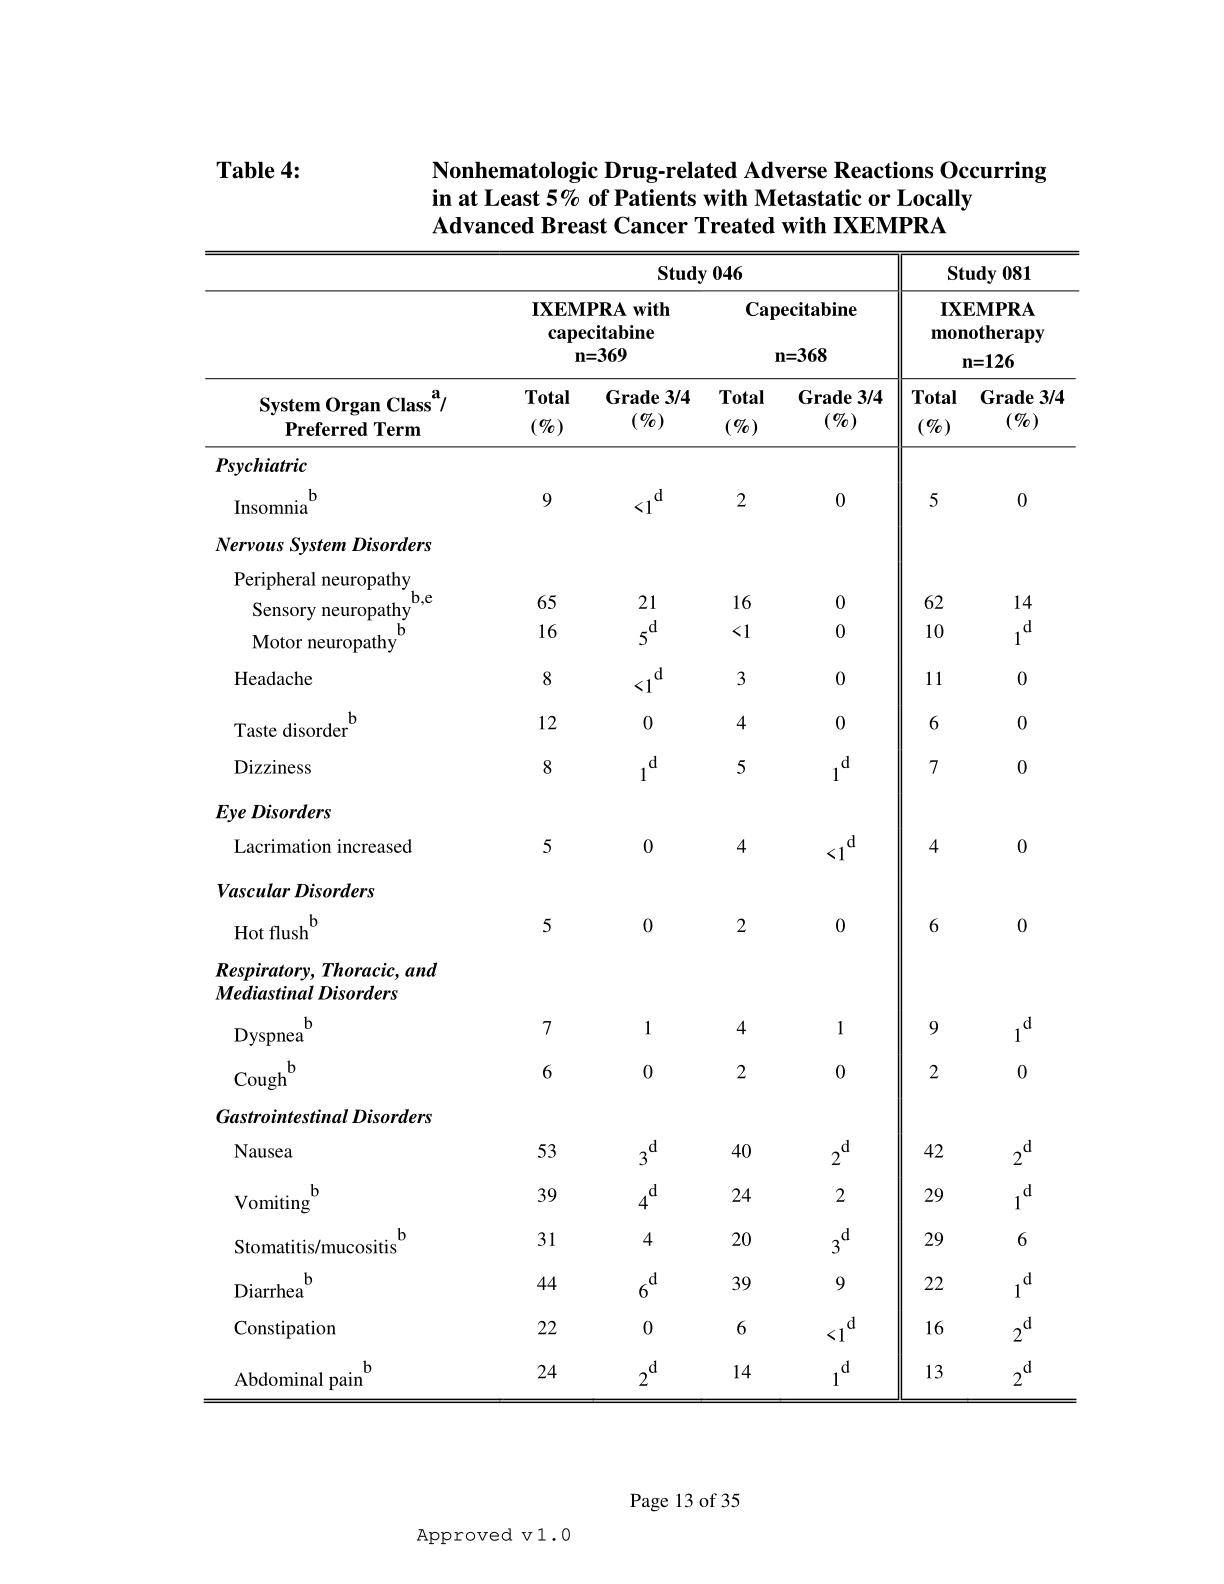 Table 4: Nonhematologic Drug-related Adverse Reactions Occurring
in at Least 5% of Patients with Metastatic or Locally
Advanced Breast Cancer Treated with IXEMPRA
Study 046 Study 081
IXEMPRA with capecitabine n=369 Capecitabine n=368 IXEMPRA monotherapy n=126
System Organ Class^a/ Preferred Term Total (%) Grade 3/4 (%) Total (%) Grade 3/4 (%) Total (%) Grade 3/4 (%)
Psychiatric
Insomnia^b 9 <1^d 2 0 5 0
Nervous System Disorders
Peripheral neuropathy
Sensory neuropathy^b,e 65 21 16 0 62 14
Motor neuropathy^b 16 5^d <1 0 10 1^d
Headache 8 <1^d 3 0 11 0
Taste disorder^b 12 0 4 0 6 0
Dizziness 8 1^d 5 1^d 7 0
Eye Disorders
Lacrimation increased 5 0 4 <1^d 4 0
Vascular Disorders
Hot flush^b 5 0 2 0 6 0
Respiratory, Thoracic, and
Mediastinal Disorders
Dyspnea^b 7 1 4 1 9 1^d
Cough^b 6 0 2 0 2 0
Gastrointestinal Disorders
Nausea 53 3^d 40 2^d 42 2^d
Vomiting^b 39 4^d 24 2 29 1^d
Stomatitis/mucositis^b 31 4 20 3^d 29 6
Diarrhea^b 44 6^d 39 9 22 1^d
Constipation 22 0 6 <1^d 16 2^d
Abdominal pain^b 24 2^d 14 1^d 13 2^d
Page 13 of 35
Approved v1.0